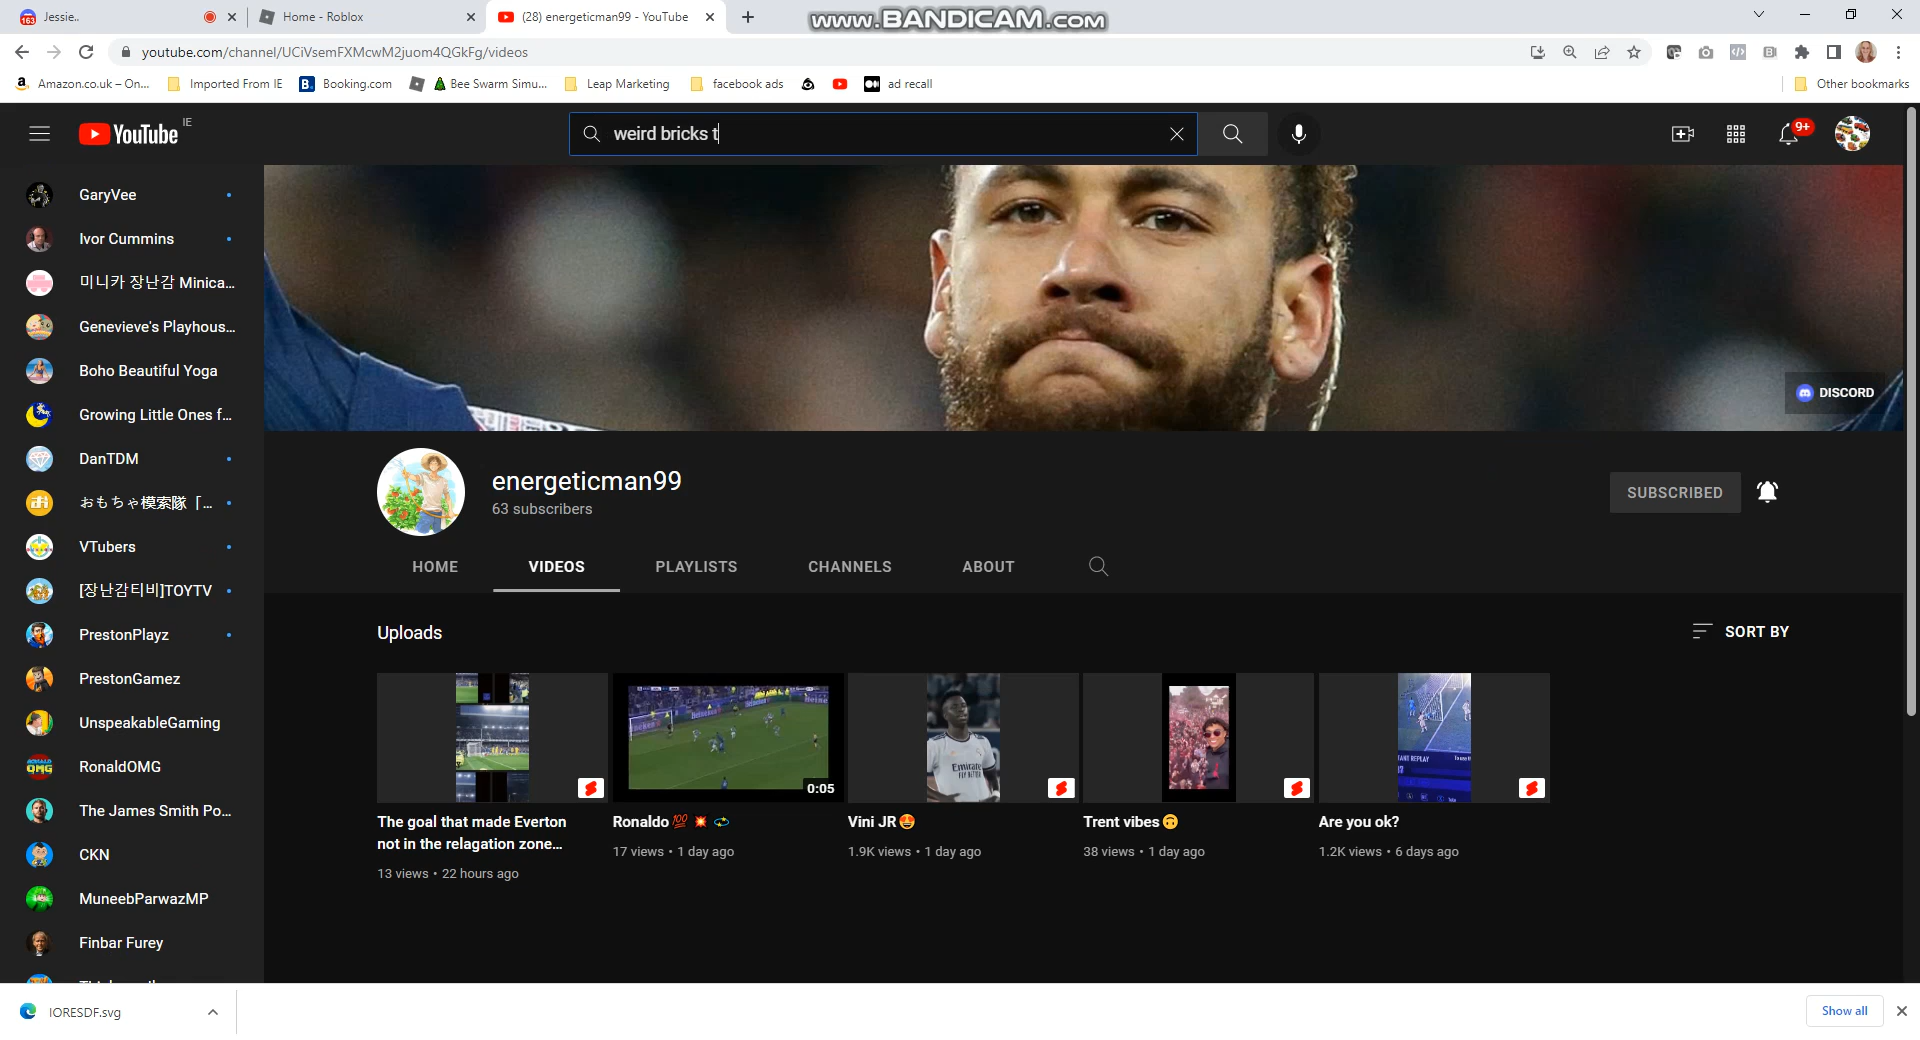 163
Jessie..
Home - Roblox
(28) energeticman99 - YouTube
www.BANDICAM.com
youtube.com/channel/UCiVsemFXMcwM2juom4QGkFg/videos
Amazon.co.uk – On...
Imported From IE
Booking.com
Bee Swarm Simu...
Leap Marketing
facebook ads
ad recall
Other bookmarks
YouTube IE
weird bricks t
9+
GaryVee
Ivor Cummins
미니카 장난감 Minica...
Genevieve's Playhous...
Boho Beautiful Yoga
Growing Little Ones f...
DanTDM
おもちゃ模索隊「...
VTubers
[장난감티비]TOYTV
PrestonPlayz
PrestonGamez
UnspeakableGaming
RonaldOMG
The James Smith Po...
CKN
MuneebParwazMP
Finbar Furey
DISCORD
energeticman99
63 subscribers
SUBSCRIBED
HOME
VIDEOS
PLAYLISTS
CHANNELS
ABOUT
Uploads
SORT BY
0:05
The goal that made Everton
not in the relagation zone...
13 views • 22 hours ago
Ronaldo💯 💥 💫
17 views • 1 day ago
Vini JR🤩
1.9K views • 1 day ago
Trent vibes🙃
38 views • 1 day ago
Are you ok?
1.2K views • 6 days ago
IORESDF.svg
Show all